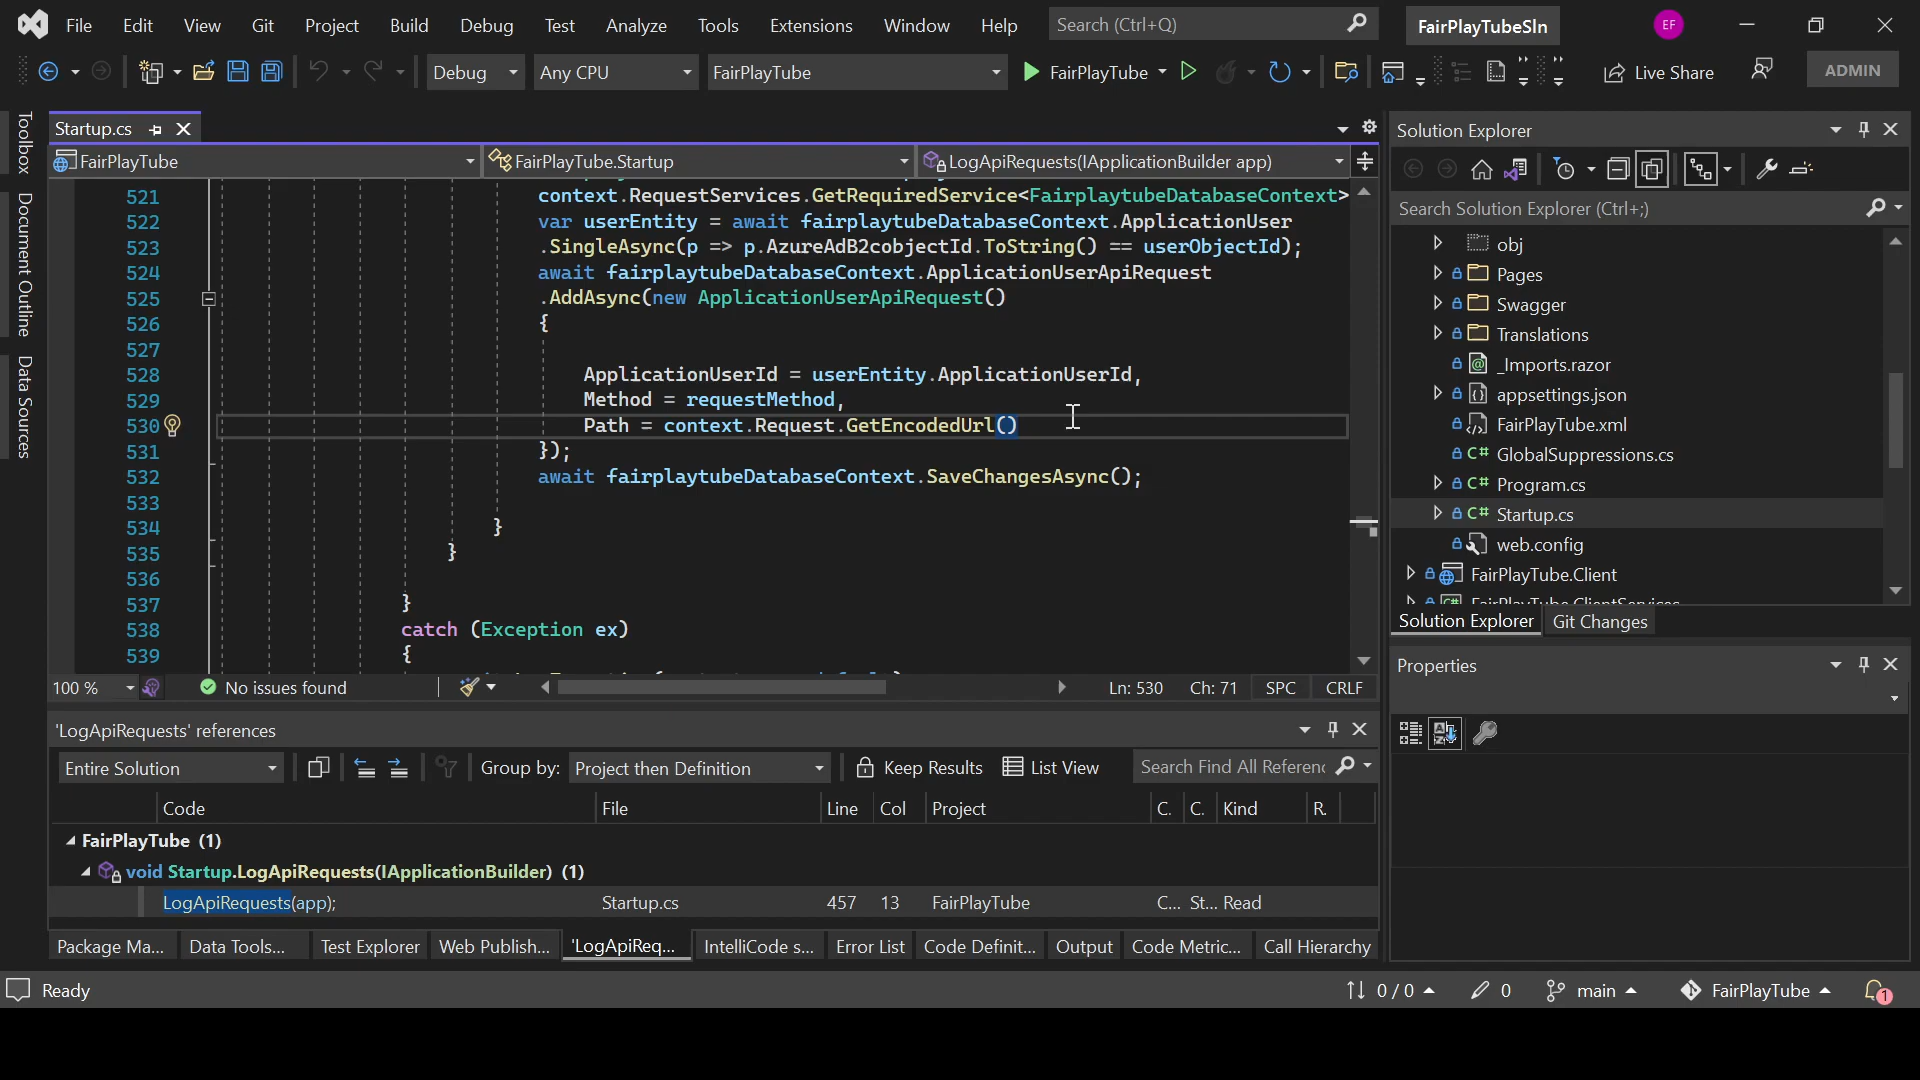 File Edit View Git Project Build Debug Test Analyze Tools Extensions Window Help Search (Ctrl+Q) FairPlayTubeSln EF
Debug Any CPU FairPlayTube FairPlayTube Live Share ADMIN
Toolbox
Document Outline
Data Sources
Startup.cs
FairPlayTube FairPlayTube.Startup LogApiRequests(IApplicationBuilder app)
521 context.RequestServices.GetRequiredService<FairplaytubeDatabaseContext>
522 var userEntity = await fairplaytubeDatabaseContext.ApplicationUser
523 .SingleAsync(p => p.AzureAdB2cobjectId.ToString() == userObjectId);
524 await fairplaytubeDatabaseContext.ApplicationUserApiRequest
525 .AddAsync(new ApplicationUserApiRequest()
526 {
527
528 ApplicationUserId = userEntity.ApplicationUserId,
529 Method = requestMethod,
530 Path = context.Request.GetEncodedUrl()
531 });
532 await fairplaytubeDatabaseContext.SaveChangesAsync();
533
534 }
535 }
536
537 }
538 catch (Exception ex)
539 {
100 % No issues found Ln: 530 Ch: 71 SPC CRLF
'LogApiRequests' references
Entire Solution Group by: Project then Definition Keep Results List View Search Find All Referenc
Code File Line Col Project C. C. Kind R.
FairPlayTube (1)
void Startup.LogApiRequests(IApplicationBuilder) (1)
LogApiRequests(app); Startup.cs 457 13 FairPlayTube C... St... Read
Package Ma... Data Tools... Test Explorer Web Publish... 'LogApiReq... IntelliCode s... Error List Code Definit... Output Code Metric... Call Hierarchy
Solution Explorer
Search Solution Explorer (Ctrl+;)
obj
Pages
Swagger
Translations
_Imports.razor
appsettings.json
FairPlayTube.xml
GlobalSuppressions.cs
Program.cs
Startup.cs
web.config
FairPlayTube.Client
FairPlayTube.ClientServices
Solution Explorer Git Changes
Properties
Ready 0 / 0 0 main FairPlayTube 1